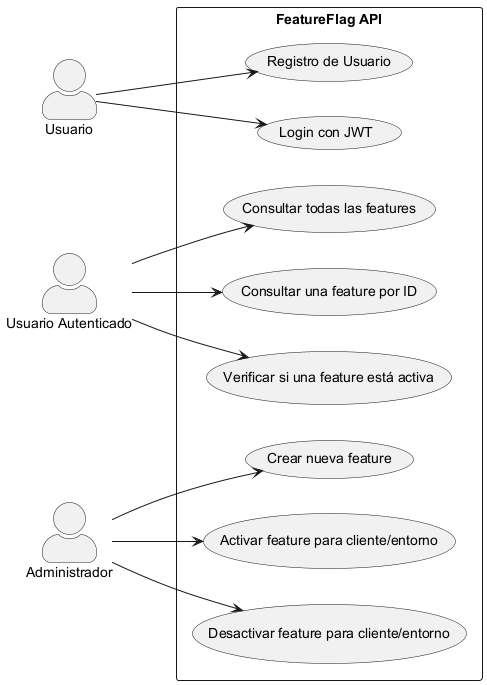 FeatureFlag API
Registro de Usuario
Usuario
Login con JWT
Consultar todas las features
Consultar una feature por ID
Usuario Autenticado
Verificar si una feature está activa
Crear nueva feature
Activar feature para cliente/entorno
Administrador
Desactivar feature para cliente/entorno